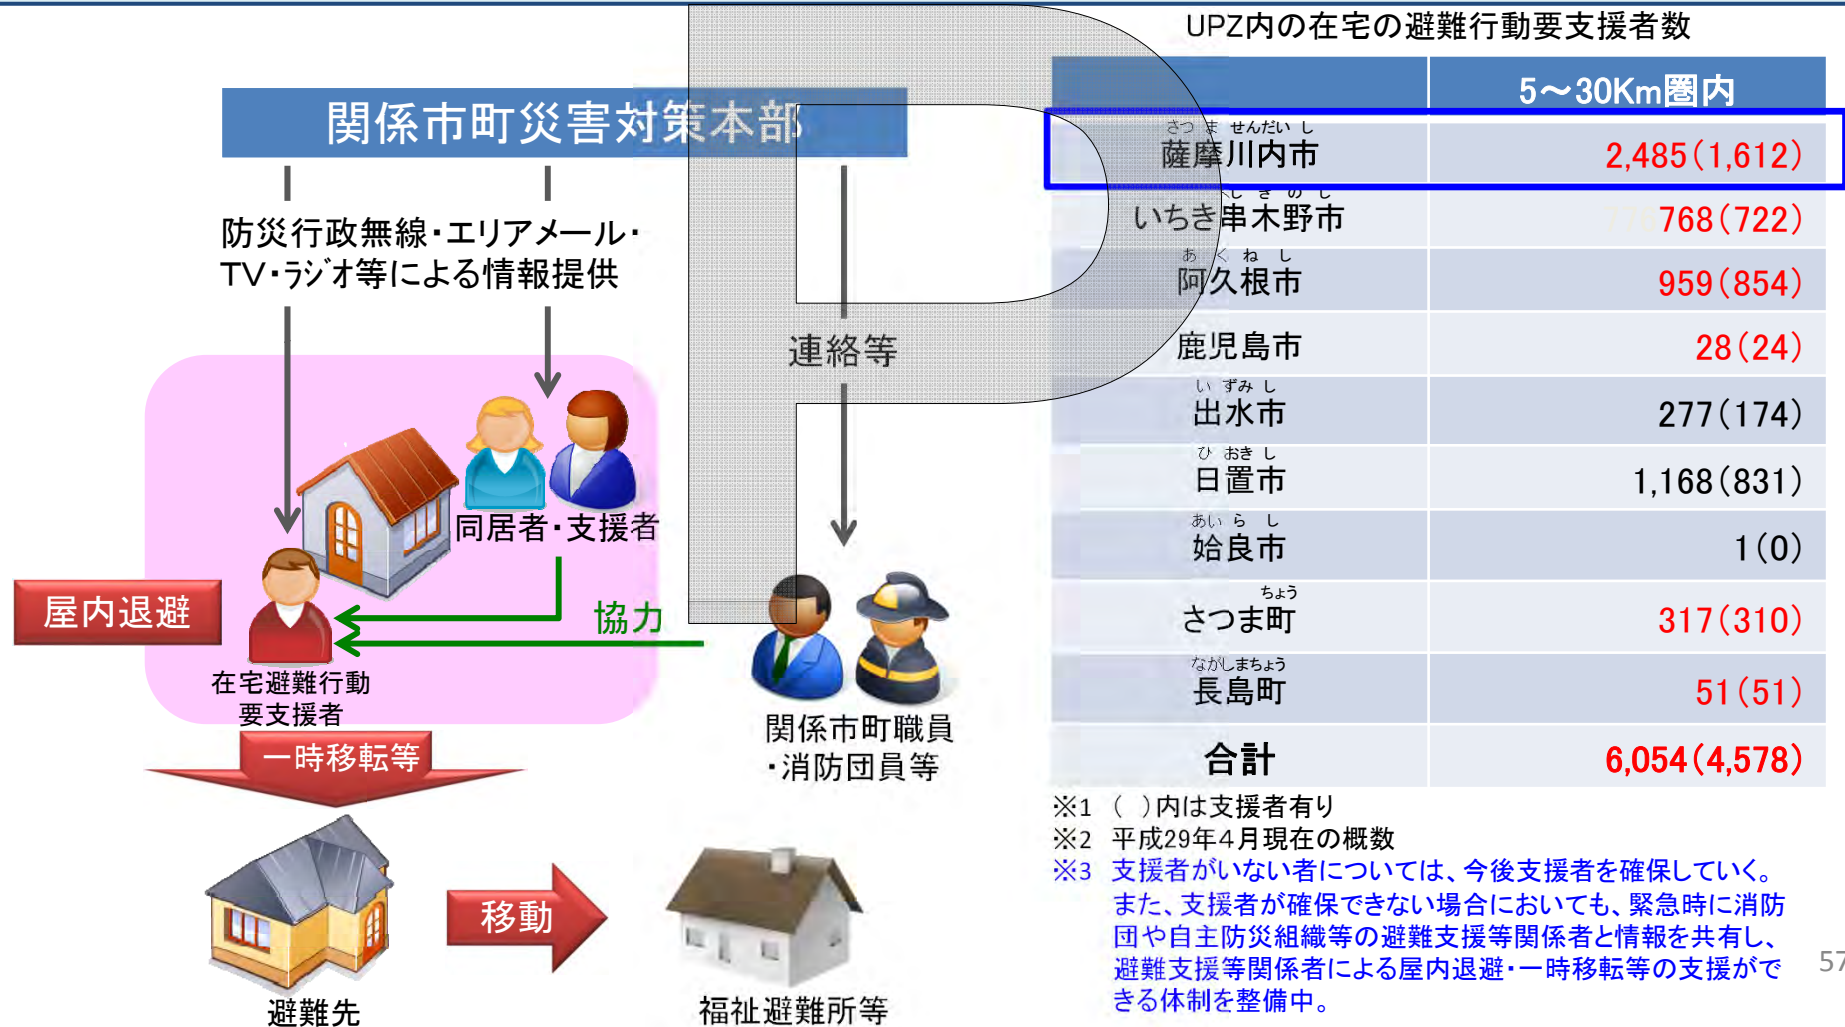 UPZ内の在宅の避難行動要支援者数
関係市町災害対策本部
防災行政無線・エリアメール・
TV・ラジオ等による情報提供
連絡等
同居者・支援者
屋内退避
協力
在宅避難行動
要支援者
関係市町職員
・消防団員等
一時移転等
避難先
移動
福祉避難所等
P
5～30Km圏内
さつ ま せんだい し
薩摩川内市 2,485(1,612)
くし き の し
いちき串木野市 768(722)
あ く ね し
阿久根市 959(854)
鹿児島市 28(24)
い ずみ し
出水市 277(174)
ひ おき し
日置市 1,168(831)
あい ら し
姶良市 1(0)
ちょう
さつま町 317(310)
ながしまちょう
長島町 51(51)
合計 6,054(4,578)
※1 ( )内は支援者有り
※2 平成29年4月現在の概数
※3 支援者がいない者については、今後支援者を確保していく。
また、支援者が確保できない場合においても、緊急時に消防
団や自主防災組織等の避難支援等関係者と情報を共有し、
避難支援等関係者による屋内退避・一時移転等の支援がで
きる体制を整備中。
57